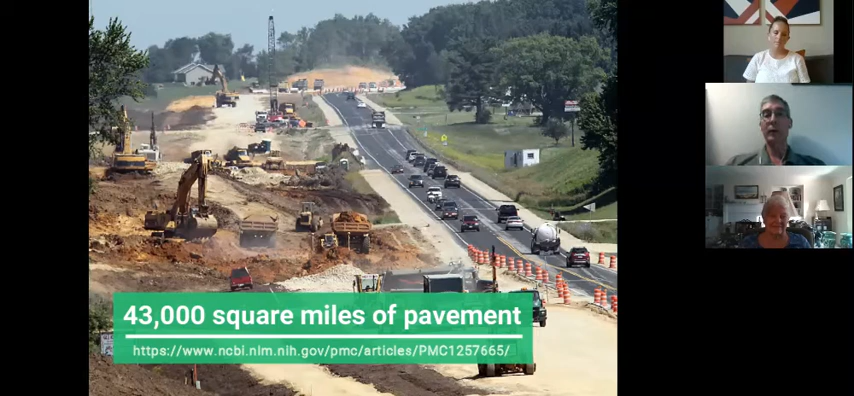 43,000 square miles of pavement
https://www.ncbi.nlm.nih.gov/pmc/articles/PMC1257665/